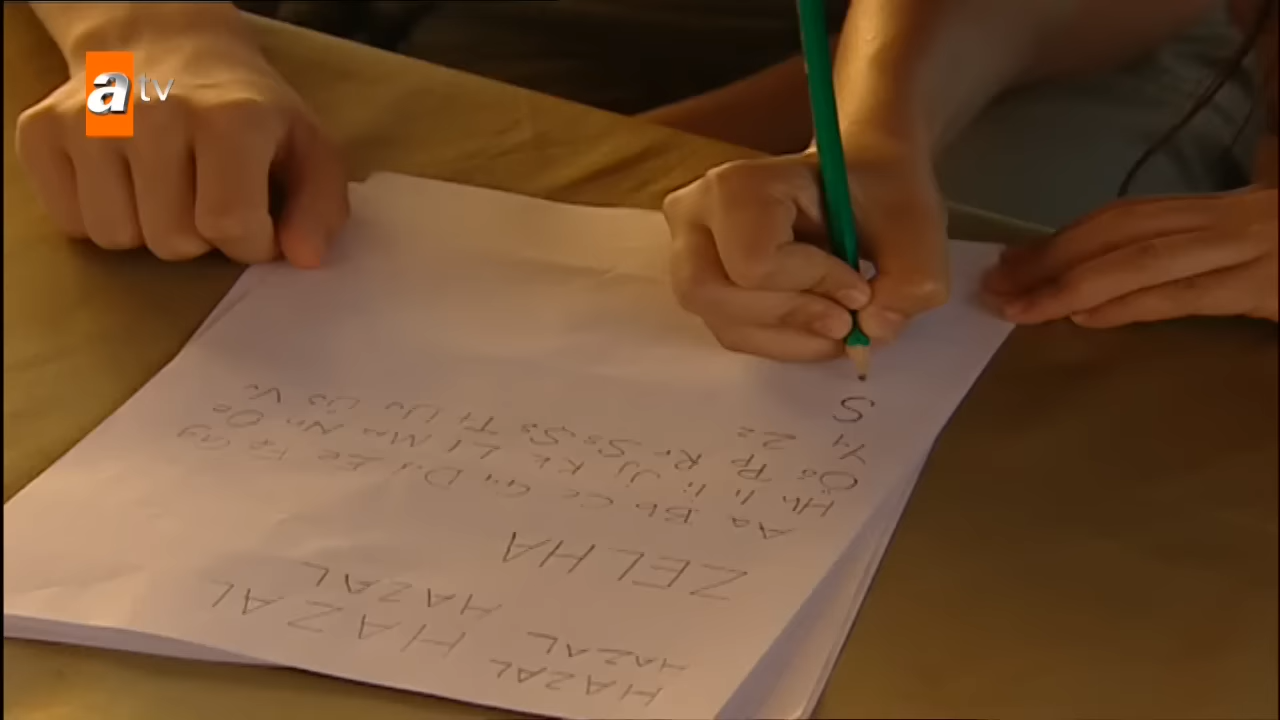 atv
HAZAL
HAZAL HAZAL
HAZAL
ZELHA
Aa Bb Cc Çç Dd Ee Ff Gg
Hh Iı İi Jj Kk Ll Mm Nn Oo
Öö Pp Rr Ss Şş Tt Uu Üü Vv
Yy Zz
S